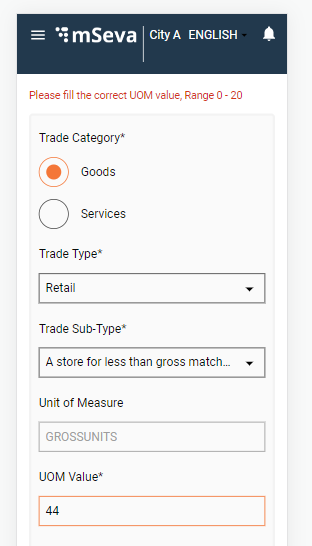 mSeva City A ENGLISH
Please fill the correct UOM value, Range 0 - 20
Trade Category*
Goods
Services
Trade Type*
Retail
Trade Sub-Type*
A store for less than gross match...
Unit of Measure
GROSSUNITS
UOM Value*
44